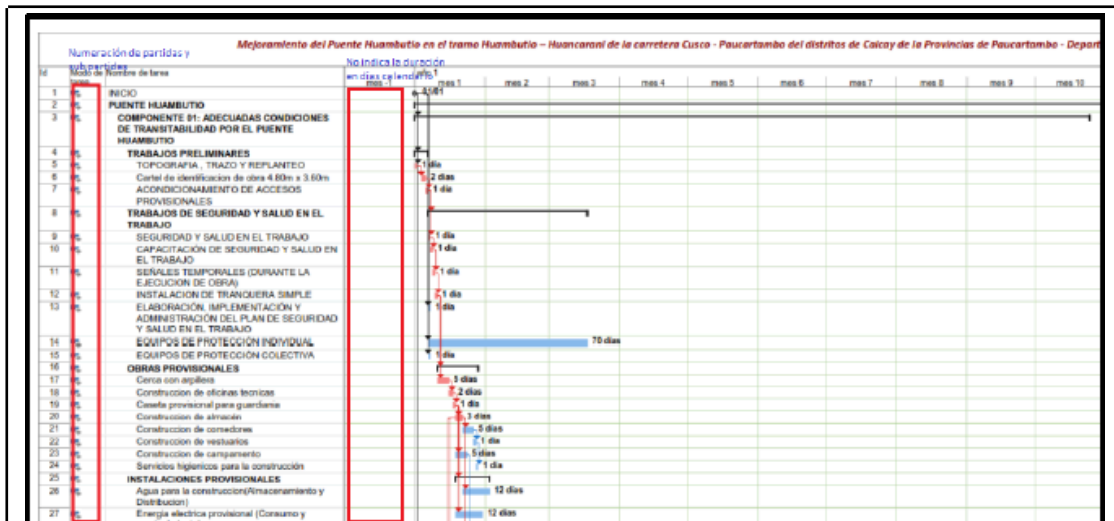 Mejoramiento del Puente Huambutio en el tramo Huambutio – Huancarani de la carretera Cusco - Paucartambo del distritos de Caicay de la Provincias de Paucartambo - Depart
Numeración de partidas y
sub partidas
No indica la duración
en días calendario
Id Modo de Nombre de tarea
mes -1 mes 1 mes 2 mes 3 mes 4 mes 5 mes 6 mes 7 mes 8 mes 9 mes 10
1 INICIO 01/01
2 PUENTE HUAMBUTIO
3 COMPONENTE 01: ADECUADAS CONDICIONES
DE TRANSITABILIDAD POR EL PUENTE
HUAMBUTIO
4 TRABAJOS PRELIMINARES
5 TOPOGRAFIA , TRAZO Y REPLANTEO 1 día
6 Cartel de identificacion de obra 4.80m x 3.60m 2 días
7 ACONDICIONAMIENTO DE ACCESOS 1 día
PROVISIONALES
8 TRABAJOS DE SEGURIDAD Y SALUD EN EL
TRABAJO
9 SEGURIDAD Y SALUD EN EL TRABAJO 1 día
10 CAPACITACIÓN DE SEGURIDAD Y SALUD EN 1 día
EL TRABAJO
11 SEÑALES TEMPORALES (DURANTE LA 1 día
EJECUCION DE OBRA)
12 INSTALACION DE TRANQUERA SIMPLE 1 día
13 ELABORACIÓN, IMPLEMENTACIÓN Y 1 día
ADMINISTRACIÓN DEL PLAN DE SEGURIDAD
Y SALUD EN EL TRABAJO
14 EQUIPOS DE PROTECCIÓN INDIVIDUAL 70 días
15 EQUIPOS DE PROTECCIÓN COLECTIVA 1 día
16 OBRAS PROVISIONALES
17 Cerca con arpillera 5 días
18 Construccion de oficinas tecnicas 2 días
19 Caseta provisional para guardiania 1 día
20 Construccion de almacén 3 días
21 Construccion de comedores 5 días
22 Construccion de vestuarios 1 día
23 Construccion de campamento 5 días
24 Servicios higienicos para la construcción 1 día
25 INSTALACIONES PROVISIONALES
26 Agua para la construccion(Almacenamiento y 12 días
Distribucion)
27 Energia electrica provisional (Consumo y 12 días